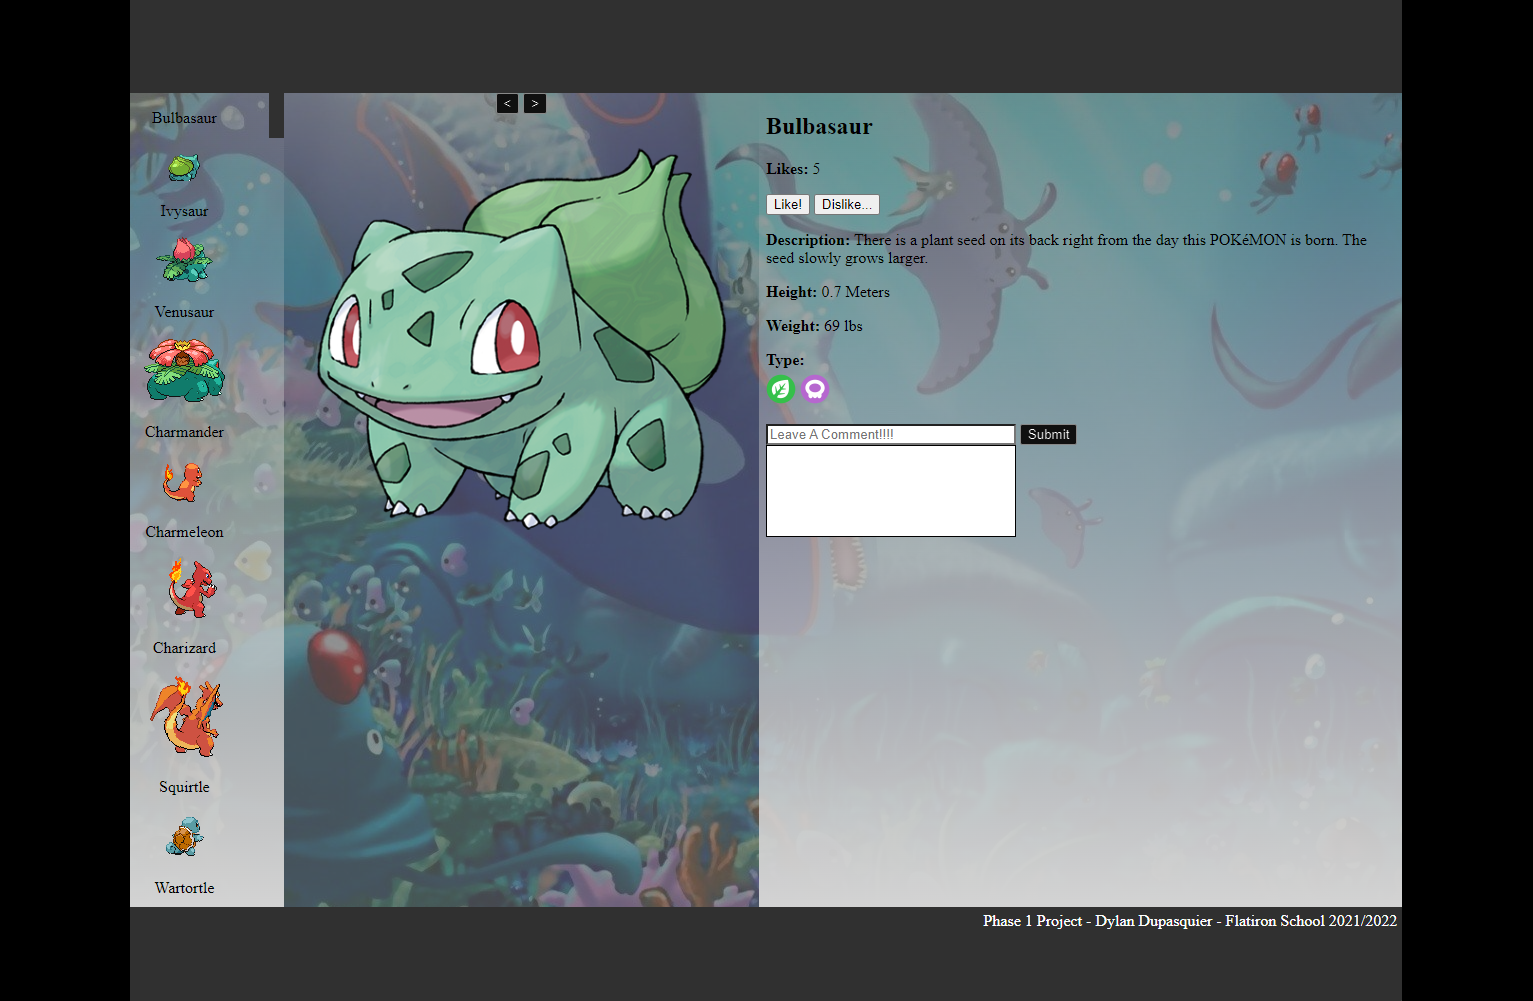 Bulbasaur
Ivysaur
Venusaur
Charmander
Charmeleon
Charizard
Squirtle
Wartortle
< >
Bulbasaur
Likes: 5
Like! Dislike...
Description: There is a plant seed on its back right from the day this POKéMON is born. The
seed slowly grows larger.
Height: 0.7 Meters
Weight: 69 lbs
Type:
Leave A Comment!!!! Submit
Phase 1 Project - Dylan Dupasquier - Flatiron School 2021/2022